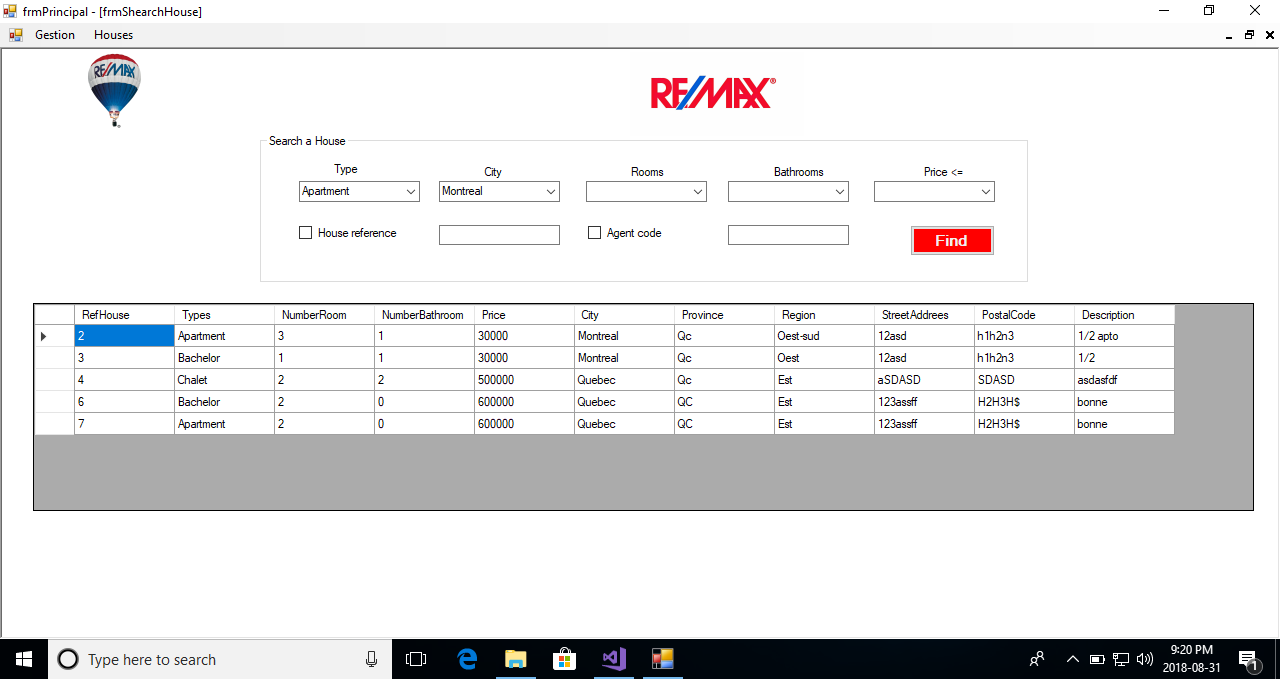 frmPrincipal - [frmShearchHouse]
Gestion Houses
RE/MAX
RE/MAX®
Search a House
Type City Rooms Bathrooms Price <=
Apartment Montreal
House reference Agent code Find
RefHouse Types NumberRoom NumberBathroom Price City Province Region StreetAddrees PostalCode Description
2 Apartment 3 1 30000 Montreal Qc Oest-sud 12asd h1h2n3 1/2 apto
3 Bachelor 1 1 30000 Montreal Qc Oest 12asd h1h2n3 1/2
4 Chalet 2 2 500000 Quebec Qc Est aSDASD SDASD asdasfdf
6 Bachelor 2 0 600000 Quebec QC Est 123assff H2H3H$ bonne
7 Apartment 2 0 600000 Quebec QC Est 123assff H2H3H$ bonne
Type here to search
9:20 PM
2018-08-31
1